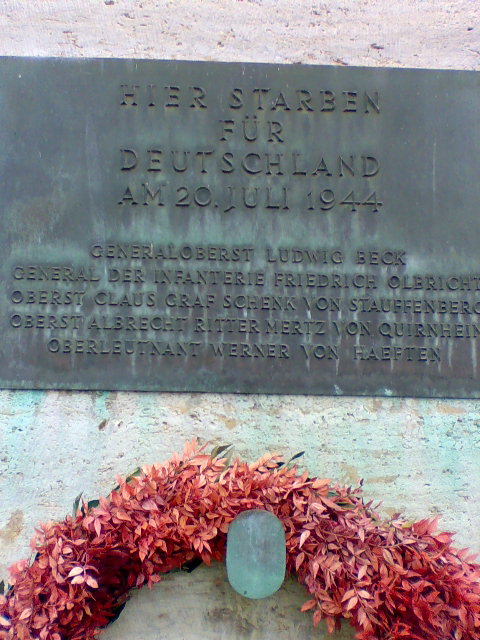 HIER STARBEN
FÜR
DEUTSCHLAND
AM 20. JULI 1944
GENERALOBERST LUDWIG BECK
GENERAL DER INFANTERIE FRIEDRICH OLBRICHT
OBERST CLAUS GRAF SCHENK VON STAUFFENBERG
OBERST ALBRECHT RITTER MERTZ VON QUIRNHEIM
OBERLEUTNANT WERNER VON HAEFTEN